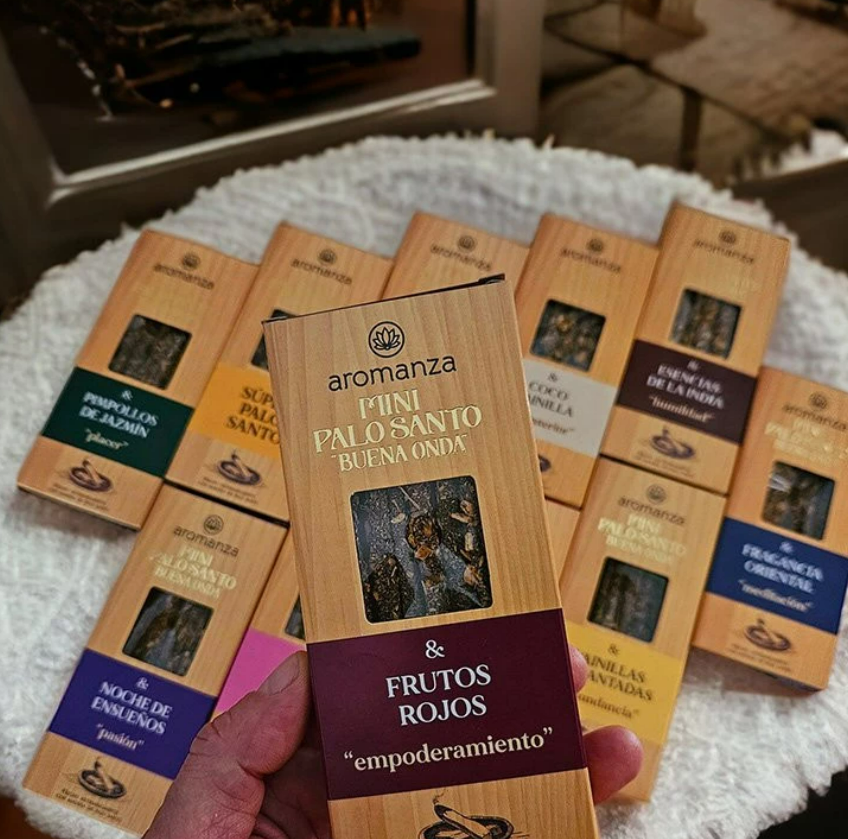 aromanza
aromanza
aromanza
aromanza
aromanza
&
PIMPOLLOS
DE JAZMÍN
"placer"
PALO
SANTO
&
COCO
&
ESENCIAS
DE LA INDIA
"humildad"
aromanza
MINI
PALO SANTO
"BUENA ONDA"
&
FRUTOS
ROJOS
"empoderamiento"
aromanza
MINI
PALO SANTO
BUENA ONDA
&
NOCHE DE
ENSUEÑOS
"pasión"
aromanza
MINI
PALO SANTO
BUENA ONDA
&
aromanza
&
FRAGANCIA
ORIENTAL
"meditación"